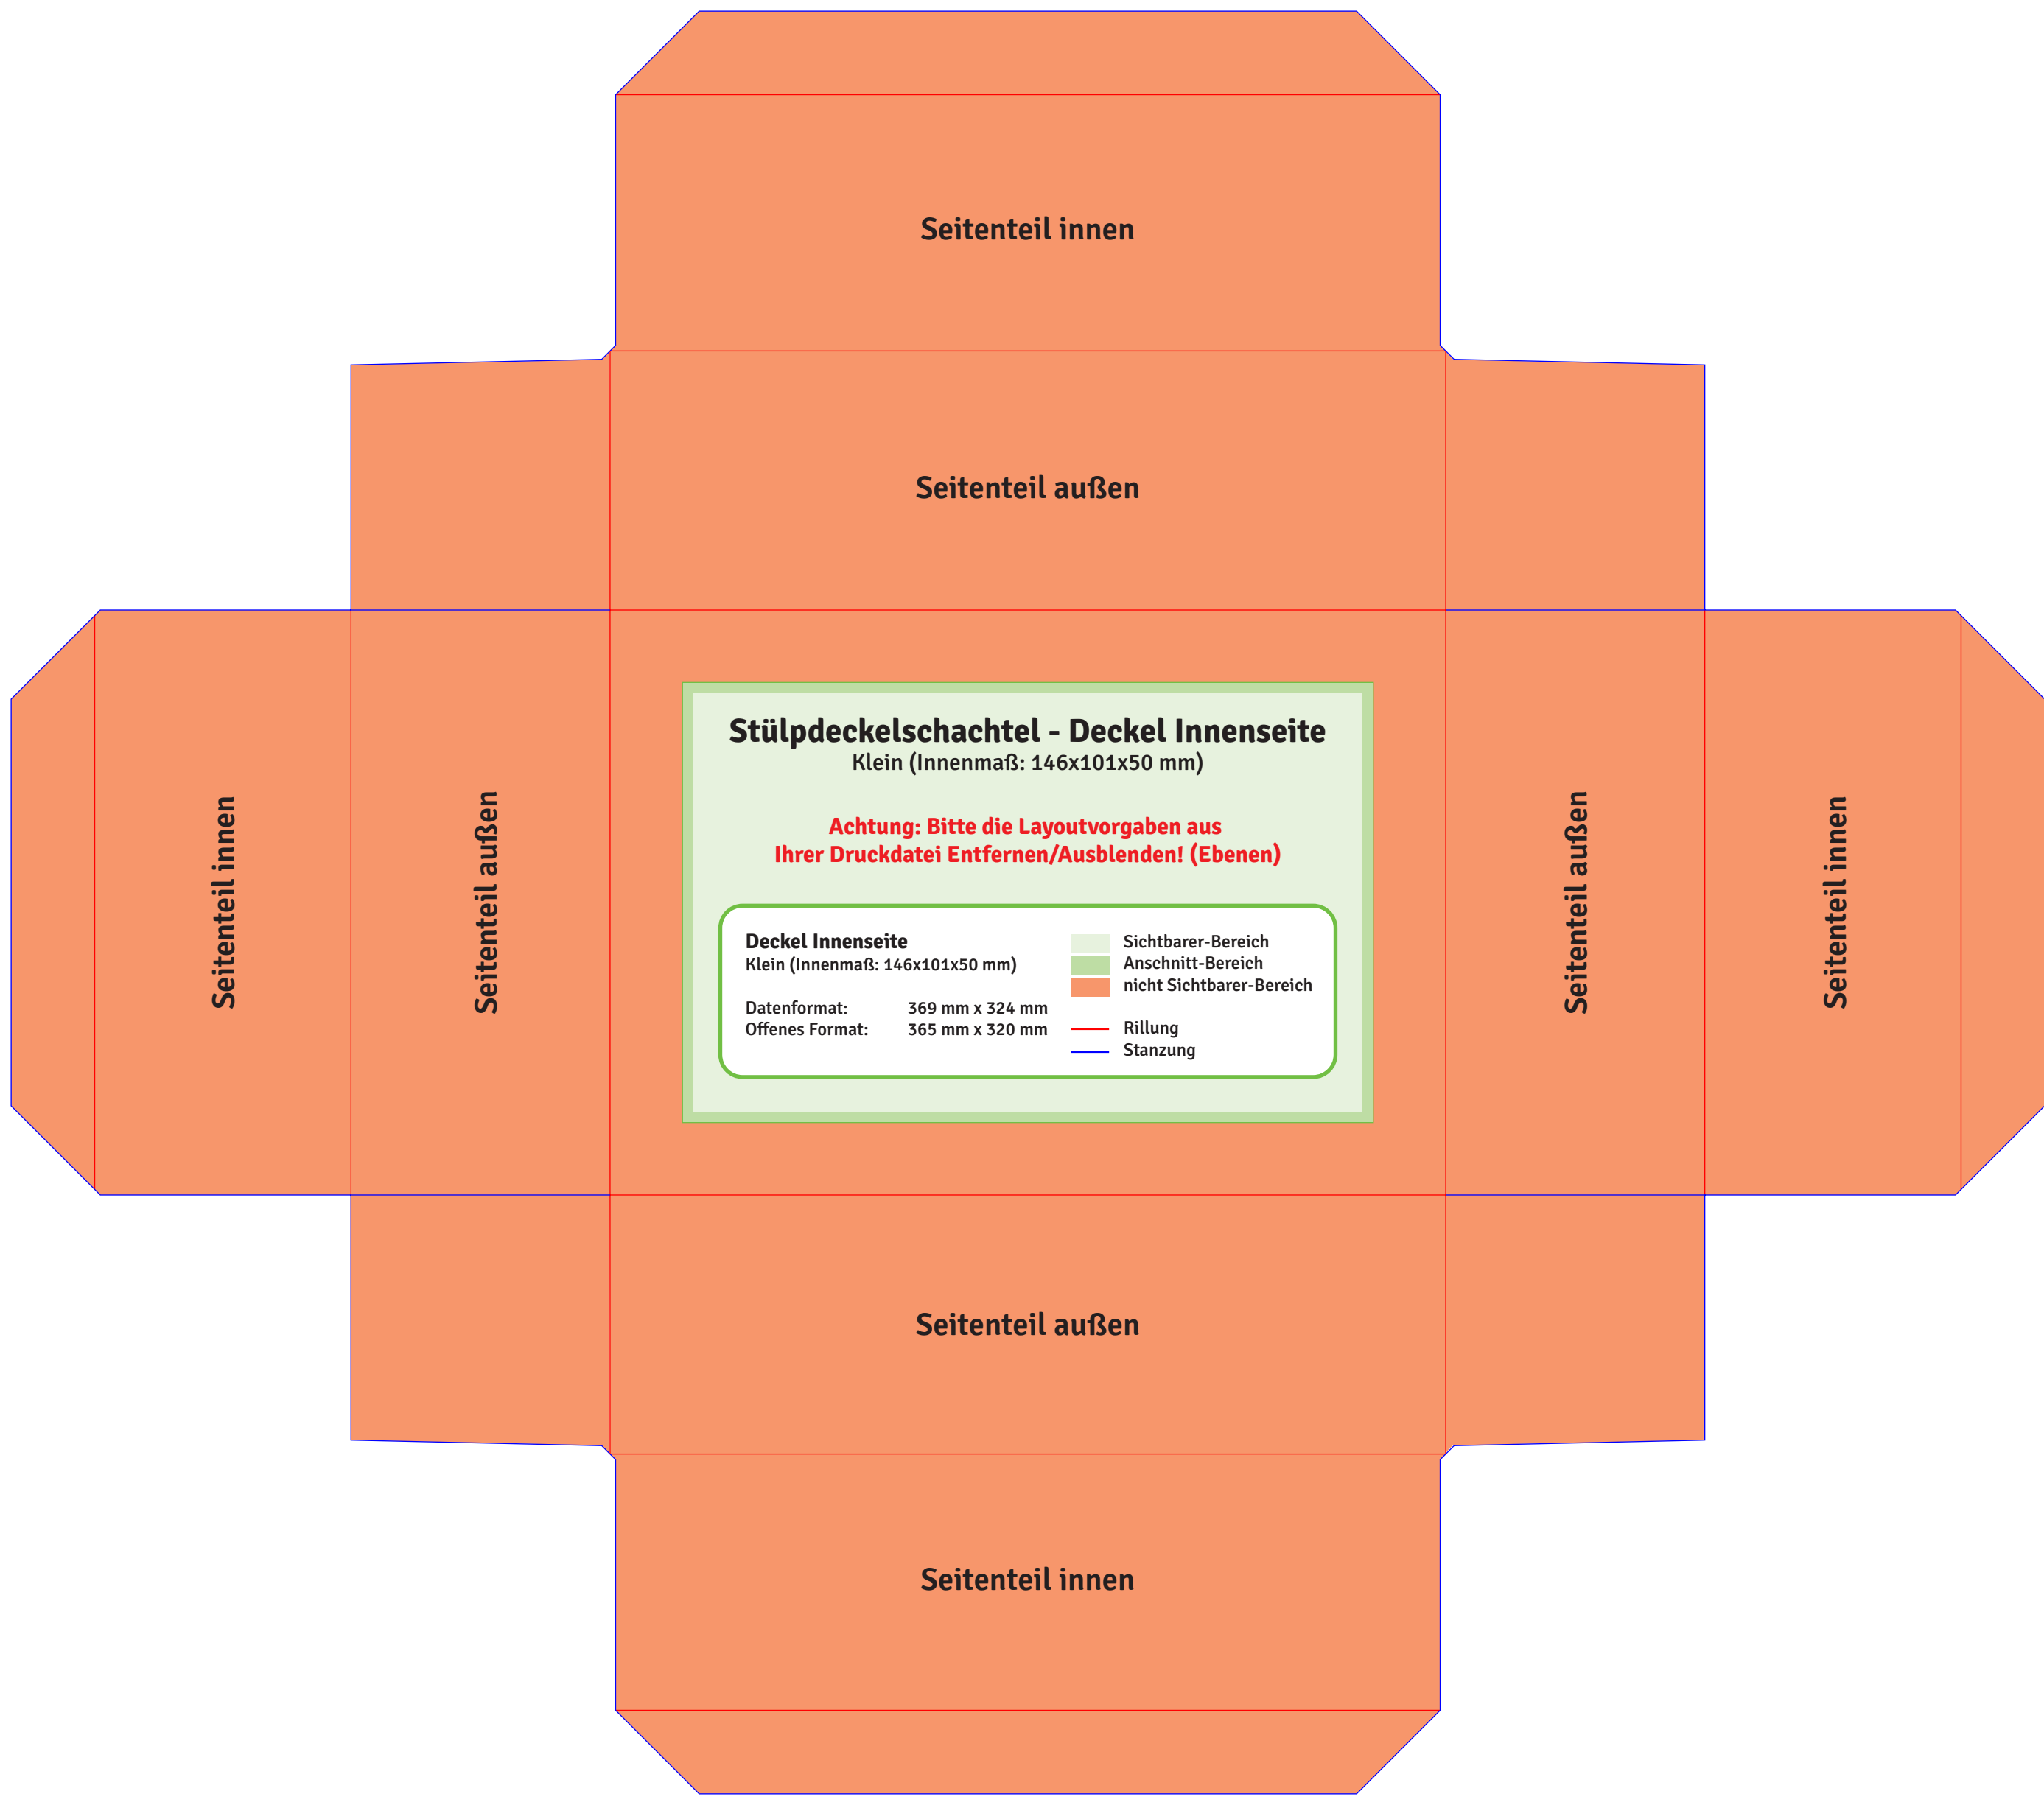 Seitenteil innen
Seitenteil außen
Seitenteil innen
Seitenteil außen
Stülpdeckelschachtel - Deckel Innenseite
Klein (Innenmaß: 146x101x50 mm)
Achtung: Bitte die Layoutvorgaben aus
Ihrer Druckdatei Entfernen/Ausblenden! (Ebenen)
Deckel Innenseite
Klein (Innenmaß: 146x101x50 mm)
Datenformat: 369 mm x 324 mm
Offenes Format: 365 mm x 320 mm
Sichtbarer-Bereich
Anschnitt-Bereich
nicht Sichtbarer-Bereich
Rillung
Stanzung
Seitenteil außen
Seitenteil innen
Seitenteil außen
Seitenteil innen